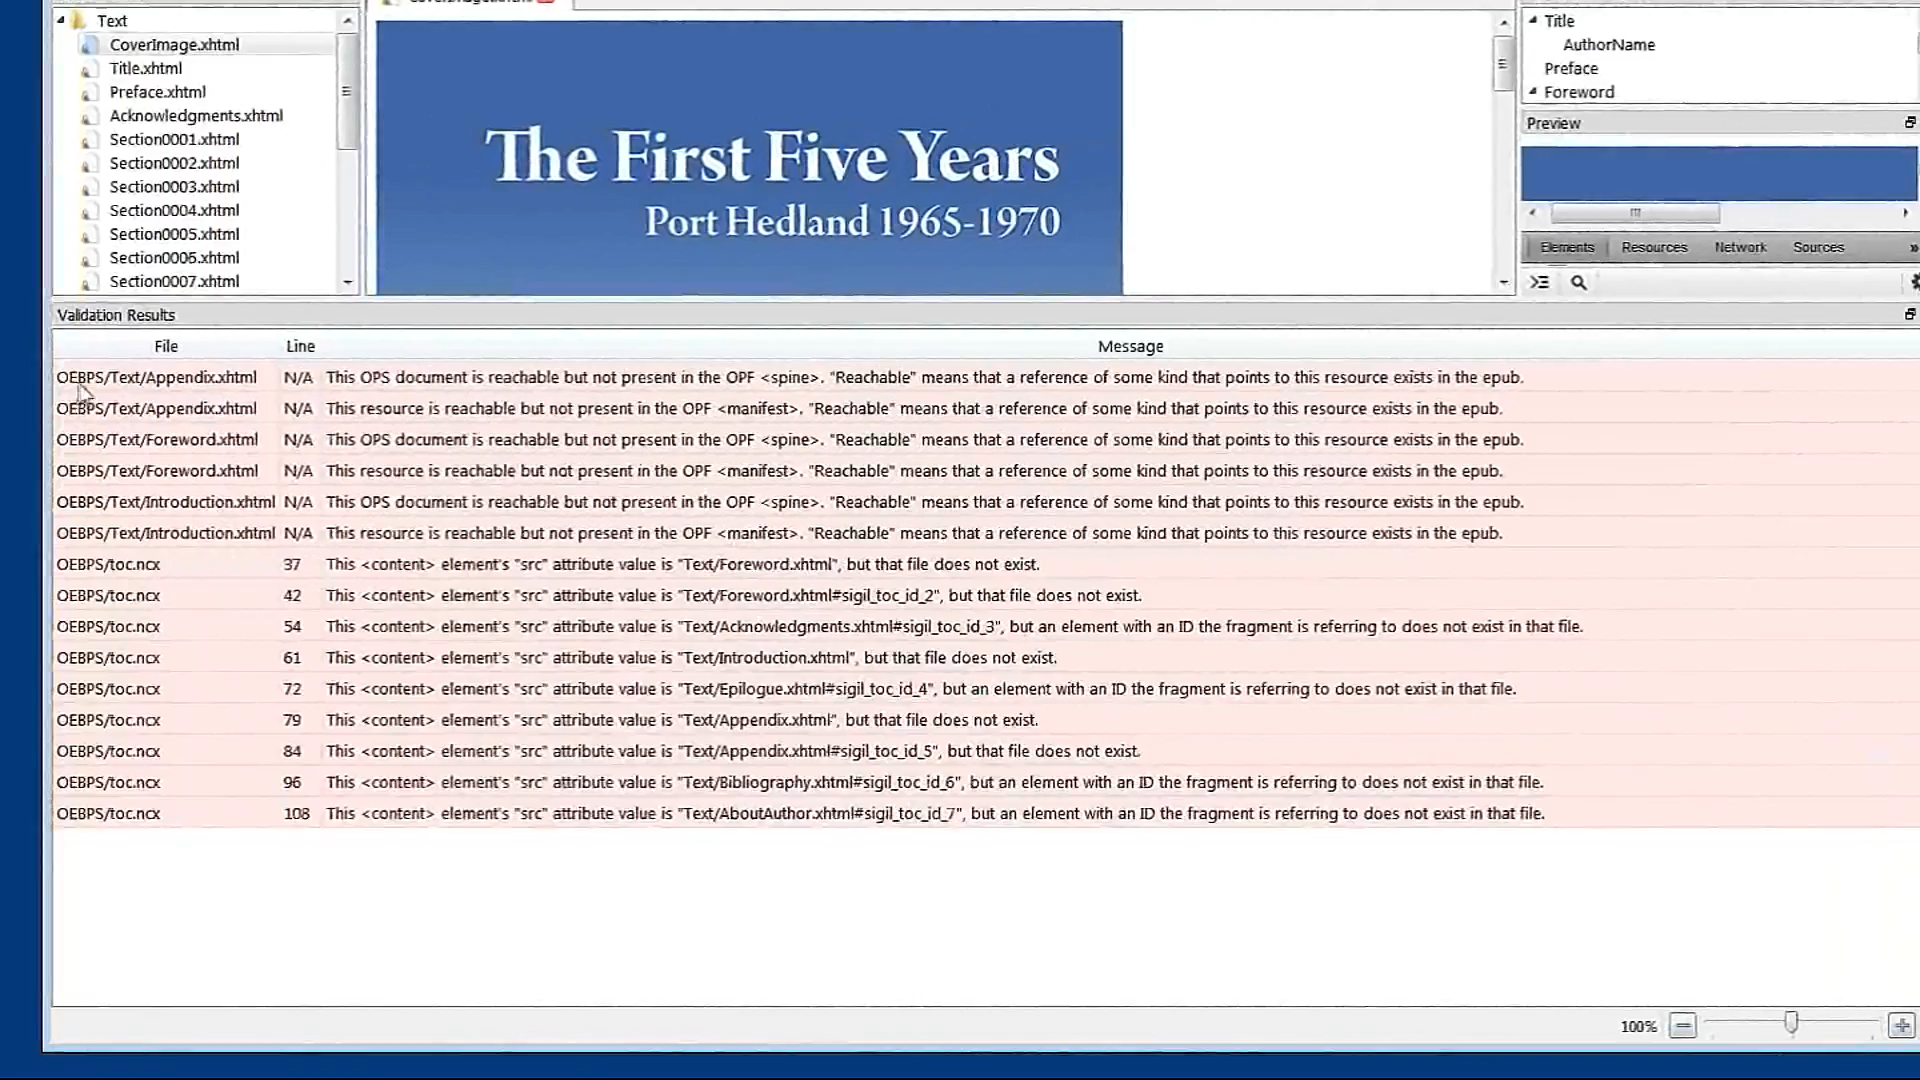 Text
CoverImage.xhtml
Title.xhtml
Preface.xhtml
Acknowledgments.xhtml
Section0001.xhtml
Section0002.xhtml
Section0003.xhtml
Section0004.xhtml
Section0005.xhtml
Section0006.xhtml
Section0007.xhtml
The First Five Years
Port Hedland 1965-1970
Title
AuthorName
Preface
Foreword
Preview
Elements Resources Network Sources »
Validation Results
File Line Message
OEBPS/Text/Appendix.xhtml N/A This OPS document is reachable but not present in the OPF <spine>. "Reachable" means that a reference of some kind that points to this resource exists in the epub.
OEBPS/Text/Appendix.xhtml N/A This resource is reachable but not present in the OPF <manifest>. "Reachable" means that a reference of some kind that points to this resource exists in the epub.
OEBPS/Text/Foreword.xhtml N/A This OPS document is reachable but not present in the OPF <spine>. "Reachable" means that a reference of some kind that points to this resource exists in the epub.
OEBPS/Text/Foreword.xhtml N/A This resource is reachable but not present in the OPF <manifest>. "Reachable" means that a reference of some kind that points to this resource exists in the epub.
OEBPS/Text/Introduction.xhtml N/A This OPS document is reachable but not present in the OPF <spine>. "Reachable" means that a reference of some kind that points to this resource exists in the epub.
OEBPS/Text/Introduction.xhtml N/A This resource is reachable but not present in the OPF <manifest>. "Reachable" means that a reference of some kind that points to this resource exists in the epub.
OEBPS/toc.ncx 37 This <content> element's "src" attribute value is "Text/Foreword.xhtml", but that file does not exist.
OEBPS/toc.ncx 42 This <content> element's "src" attribute value is "Text/Foreword.xhtml#sigil_toc_id_2", but that file does not exist.
OEBPS/toc.ncx 54 This <content> element's "src" attribute value is "Text/Acknowledgments.xhtml#sigil_toc_id_3", but an element with an ID the fragment is referring to does not exist in that file.
OEBPS/toc.ncx 61 This <content> element's "src" attribute value is "Text/Introduction.xhtml", but that file does not exist.
OEBPS/toc.ncx 72 This <content> element's "src" attribute value is "Text/Epilogue.xhtml#sigil_toc_id_4", but an element with an ID the fragment is referring to does not exist in that file.
OEBPS/toc.ncx 79 This <content> element's "src" attribute value is "Text/Appendix.xhtml", but that file does not exist.
OEBPS/toc.ncx 84 This <content> element's "src" attribute value is "Text/Appendix.xhtml#sigil_toc_id_5", but that file does not exist.
OEBPS/toc.ncx 96 This <content> element's "src" attribute value is "Text/Bibliography.xhtml#sigil_toc_id_6", but an element with an ID the fragment is referring to does not exist in that file.
OEBPS/toc.ncx 108 This <content> element's "src" attribute value is "Text/AboutAuthor.xhtml#sigil_toc_id_7", but an element with an ID the fragment is referring to does not exist in that file.
100%